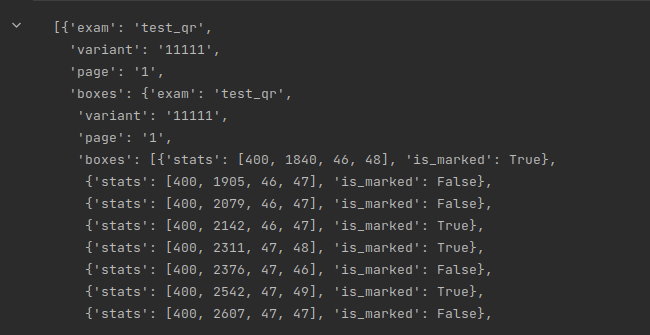 [{'exam': 'test_qr',
'variant': '11111',
'page': '1',
'boxes': {'exam': 'test_qr',
'variant': '11111',
'page': '1',
'boxes': [{'stats': [400, 1840, 46, 48], 'is_marked': True},
{'stats': [400, 1905, 46, 47], 'is_marked': False},
{'stats': [400, 2079, 46, 47], 'is_marked': False},
{'stats': [400, 2142, 46, 47], 'is_marked': True},
{'stats': [400, 2311, 47, 48], 'is_marked': True},
{'stats': [400, 2376, 47, 46], 'is_marked': False},
{'stats': [400, 2542, 47, 49], 'is_marked': True},
{'stats': [400, 2607, 47, 47], 'is_marked': False},